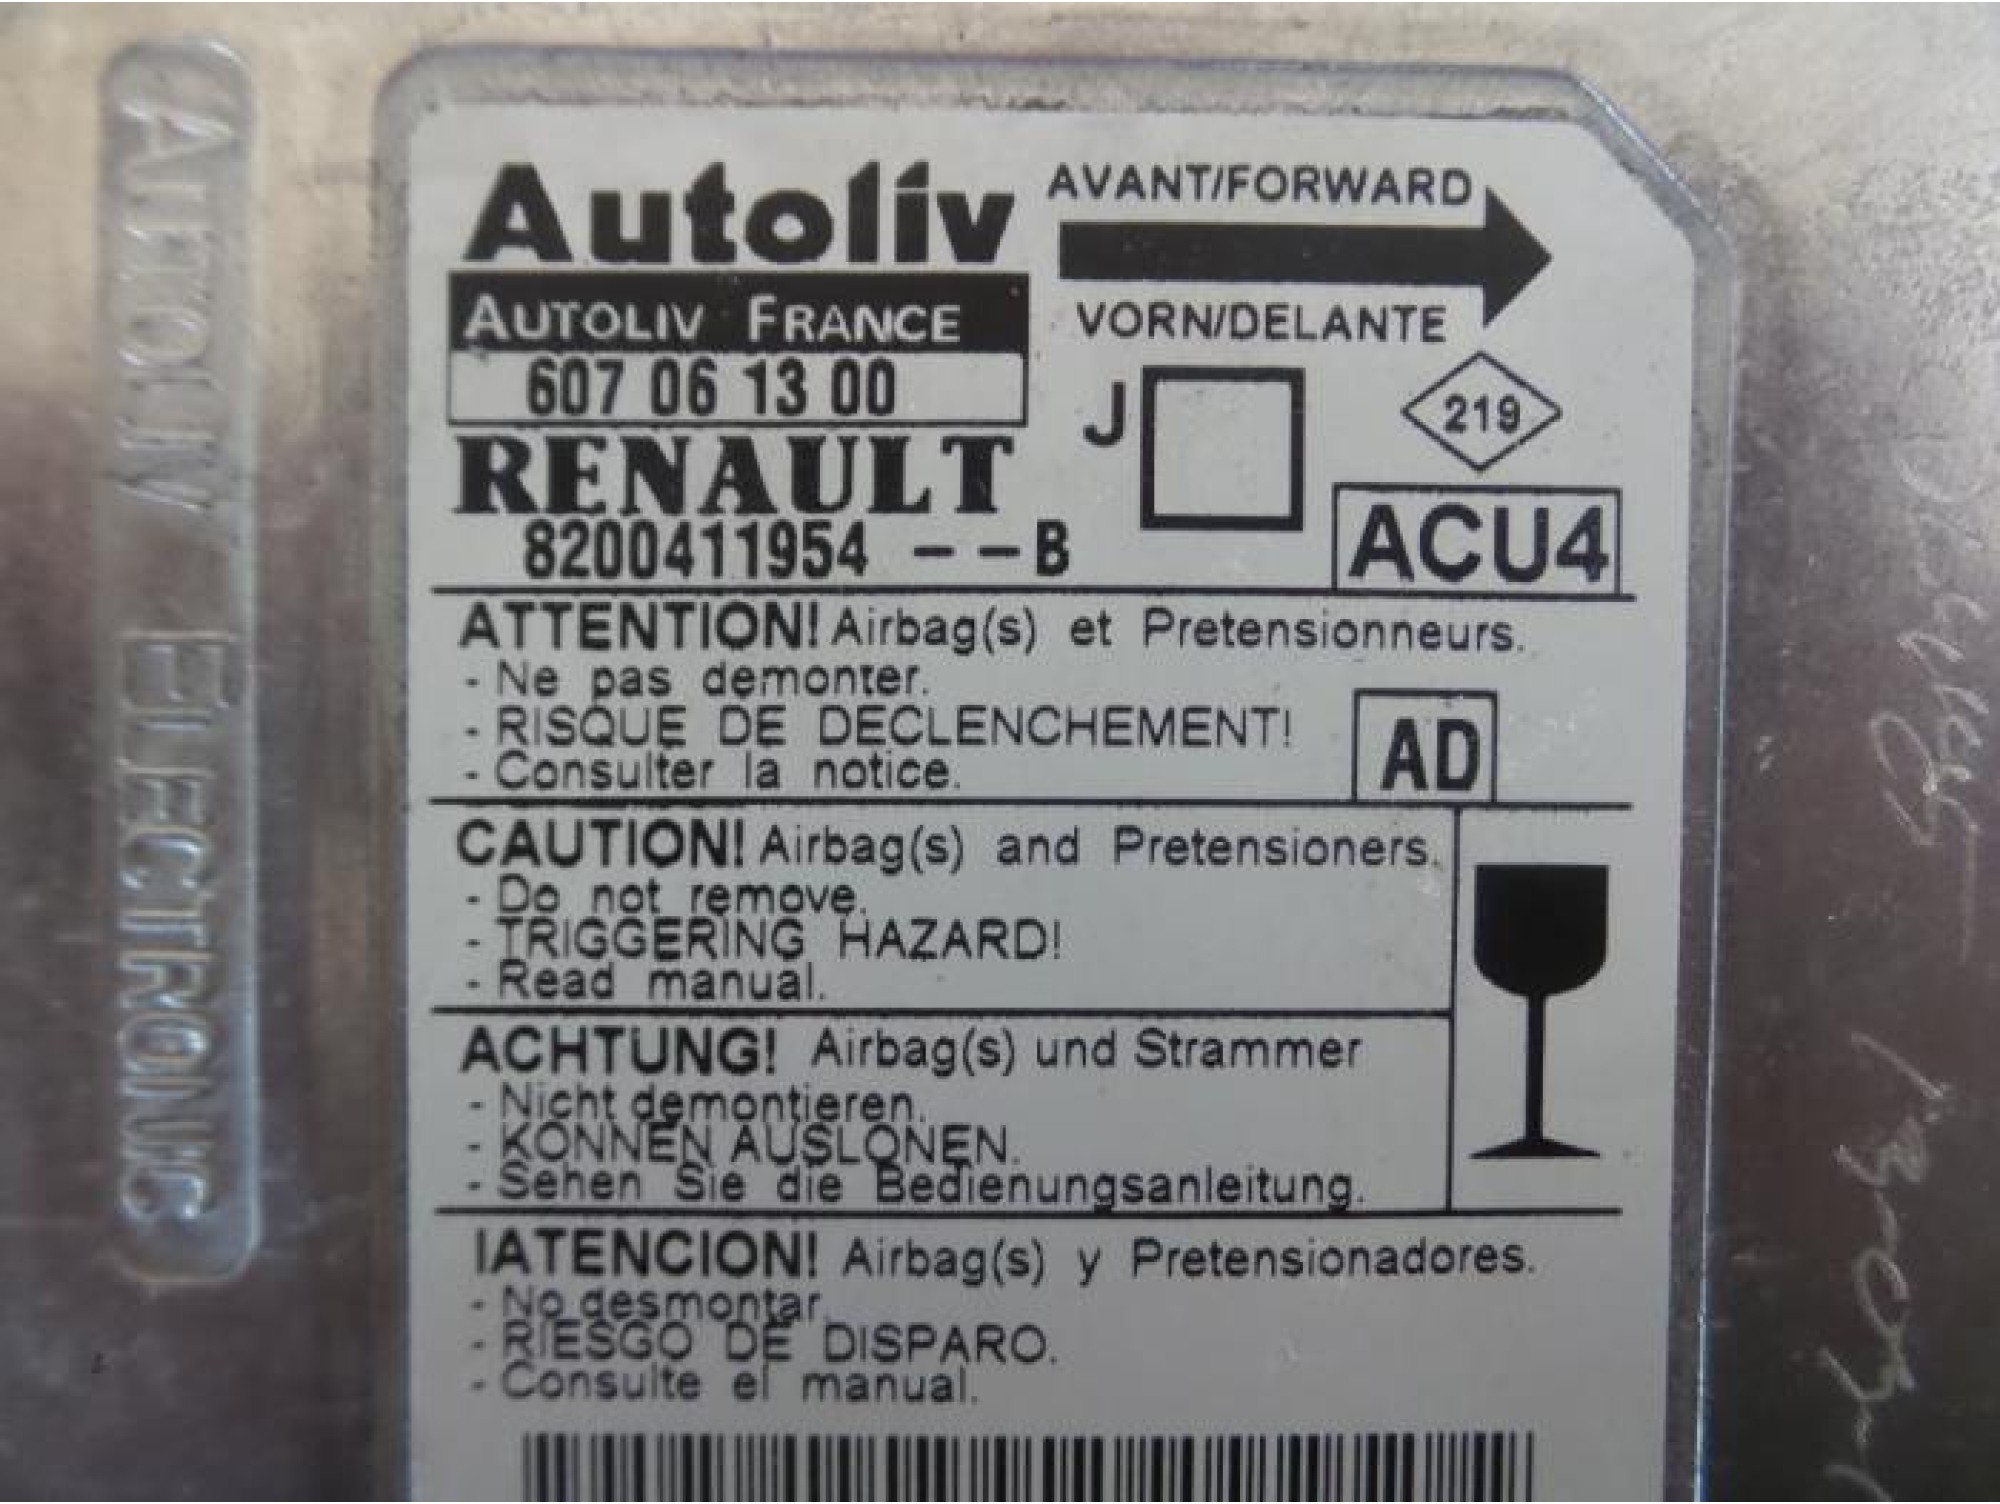 AUTOLIV ELECTRONIC
Autoliv
AVANT/FORWARD
AUTOLIV FRANCE
VORN/DELANTE
607 06 13 00
J
219
RENAULT
8200411954 --B
ACU4
ATTENTION! Airbag(s) et Pretensionneurs.
- Ne pas demonter.
- RISQUE DE DECLENCHEMENT!
- Consulter la notice.
AD
CAUTION! Airbag(s) and Pretensioners.
- Do not remove.
- TRIGGERING HAZARD!
- Read manual.
ACHTUNG! Airbag(s) und Strammer
- Nicht demontieren.
- KONNEN AUSLONEN.
- Sehen Sie die Bedienungsanleitung.
¡ATENCION! Airbag(s) y Pretensionadores.
- No desmontar.
- RIESGO DE DISPARO.
- Consulte el manual.